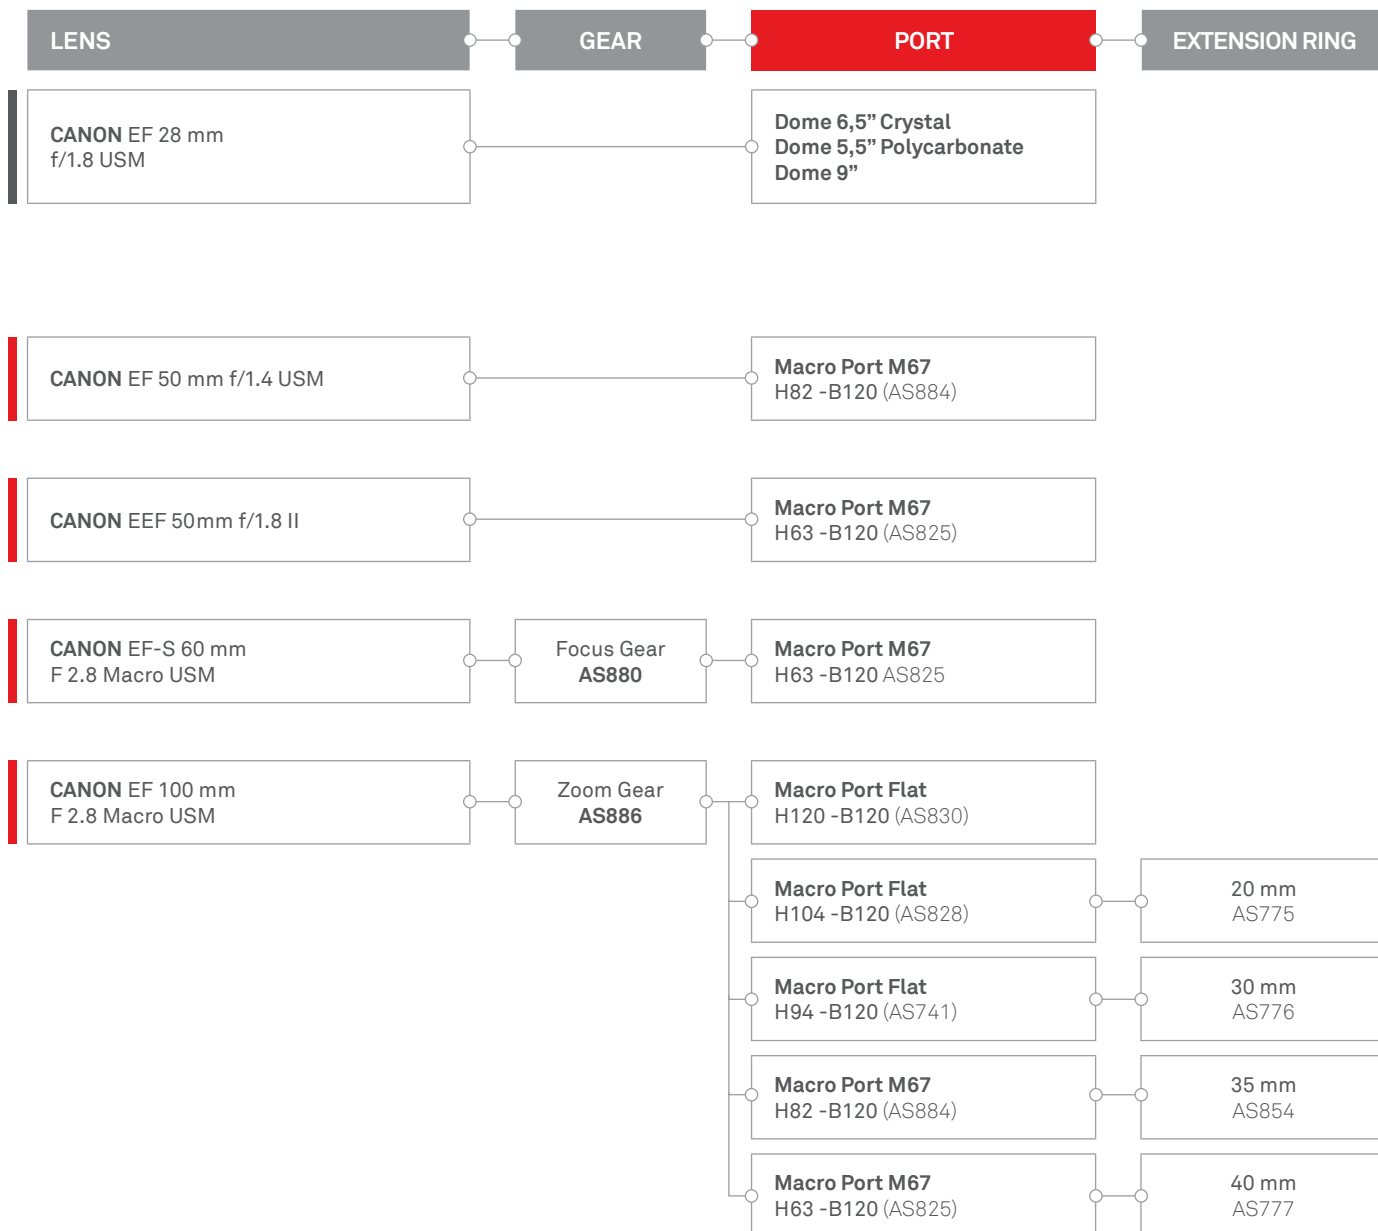 LENS GEAR PORT EXTENSION RING
CANON EF 28 mm
f/1.8 USM
Dome 6,5” Crystal
Dome 5,5” Polycarbonate
Dome 9”
CANON EF 50 mm f/1.4 USM
Macro Port M67
H82 -B120 (AS884)
CANON EEF 50mm f/1.8 II
Macro Port M67
H63 -B120 (AS825)
CANON EF-S 60 mm
F 2.8 Macro USM
Focus Gear
AS880
Macro Port M67
H63 -B120 AS825
CANON EF 100 mm
F 2.8 Macro USM
Zoom Gear
AS886
Macro Port Flat
H120 -B120 (AS830)
Macro Port Flat
H104 -B120 (AS828)
20 mm
AS775
Macro Port Flat
H94 -B120 (AS741)
30 mm
AS776
Macro Port M67
H82 -B120 (AS884)
35 mm
AS854
Macro Port M67
H63 -B120 (AS825)
40 mm
AS777